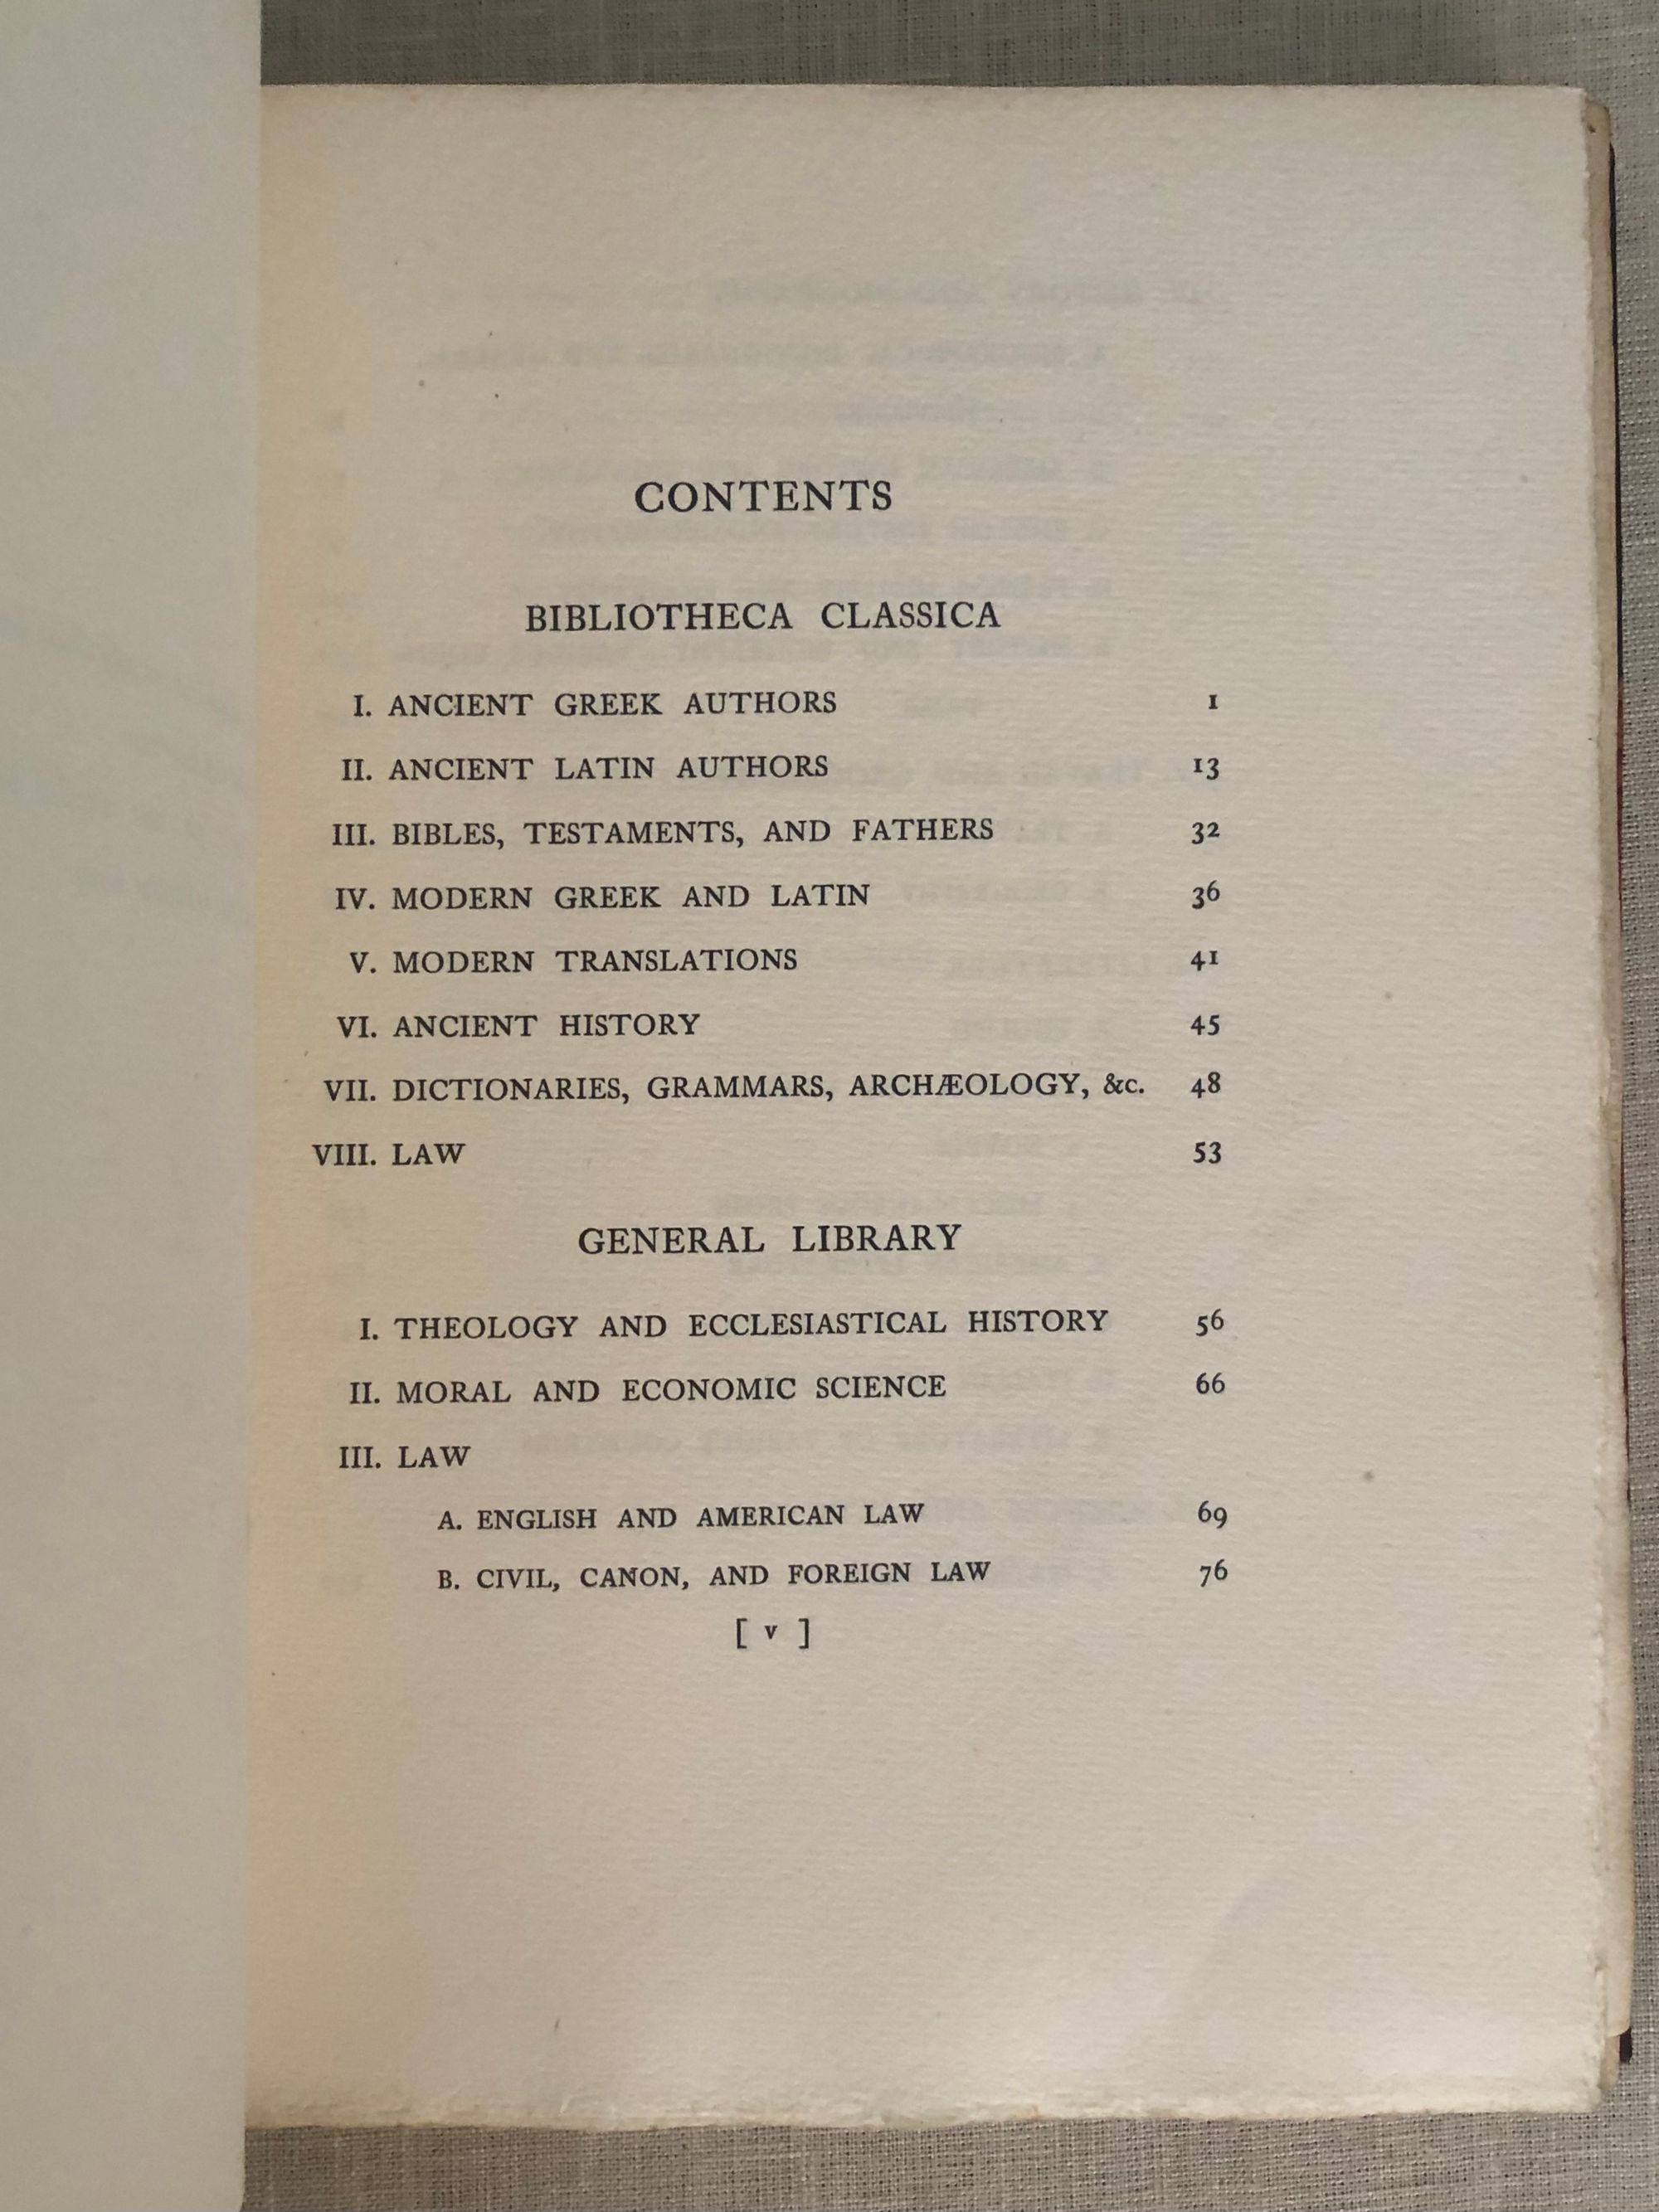 CONTENTS
BIBLIOTHECA CLASSICA
I. ANCIENT GREEK AUTHORS 1
II. ANCIENT LATIN AUTHORS 13
III. BIBLES, TESTAMENTS, AND FATHERS 32
IV. MODERN GREEK AND LATIN 36
V. MODERN TRANSLATIONS 41
VI. ANCIENT HISTORY 45
VII. DICTIONARIES, GRAMMARS, ARCHÆOLOGY, &c. 48
VIII. LAW 53
GENERAL LIBRARY
I. THEOLOGY AND ECCLESIASTICAL HISTORY 56
II. MORAL AND ECONOMIC SCIENCE 66
III. LAW
A. ENGLISH AND AMERICAN LAW 69
B. CIVIL, CANON, AND FOREIGN LAW 76
[ v ]